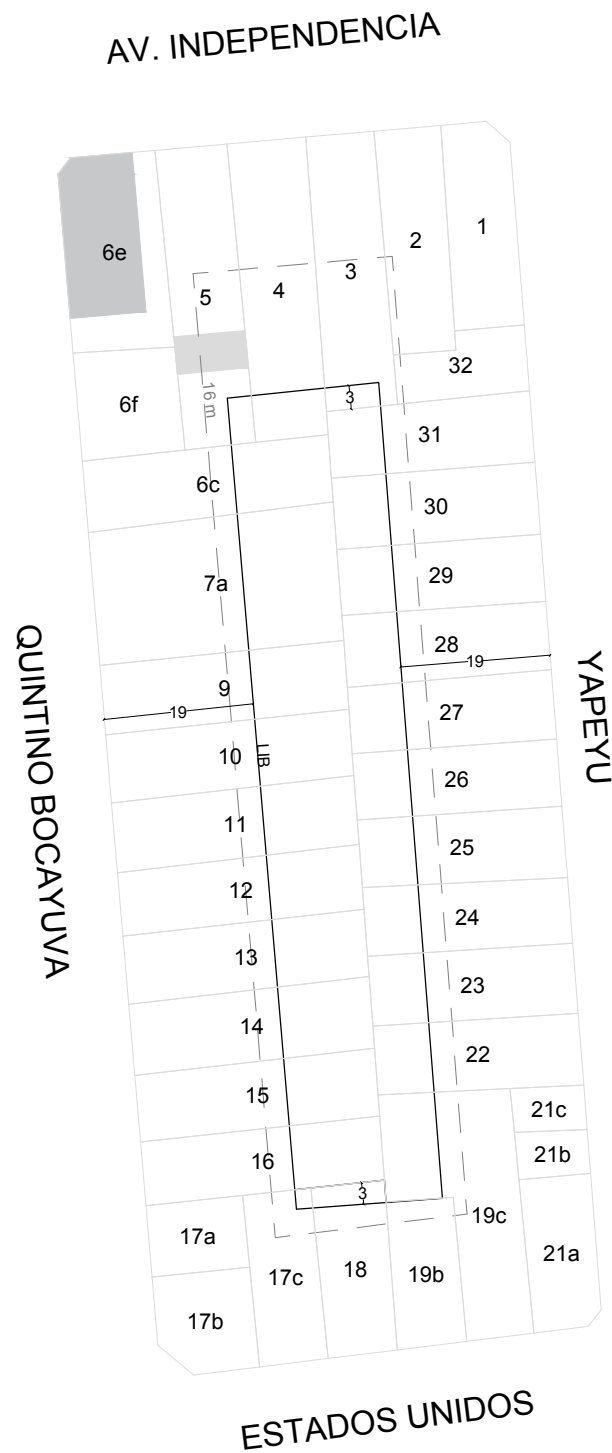 AV. INDEPENDENCIA
1
2
6e
3
4
5
32
3
16 m
6f
31
6c
30
29
7a
28
19
9
27
19
QUINTINO BOCAYUVA
YAPEYU
10
LIB
26
11
25
12
24
13
23
14
22
15
21c
21b
16
3
19c
17a
21a
18
19b
17c
17b
ESTADOS UNIDOS